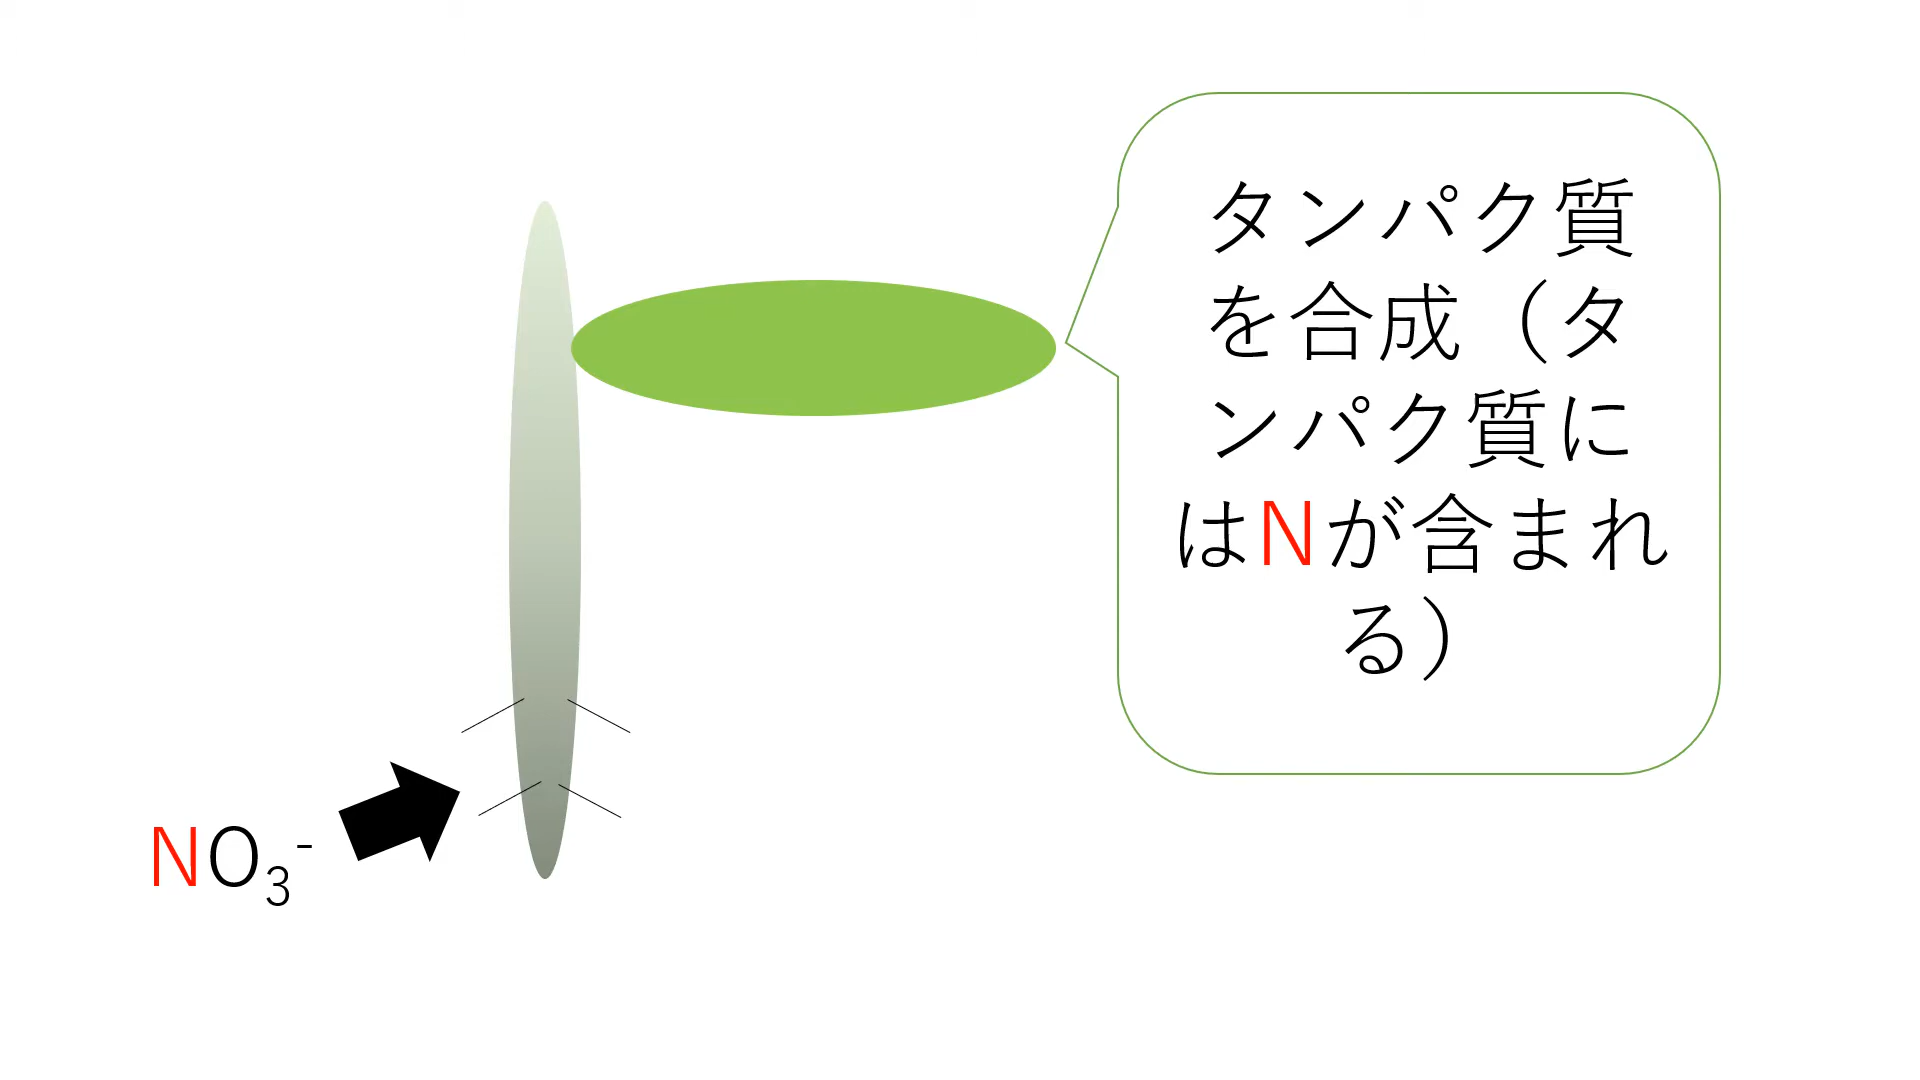 タンパク質
を合成（タ
ンパク質に
はNが含まれ
る）
NO₃⁻